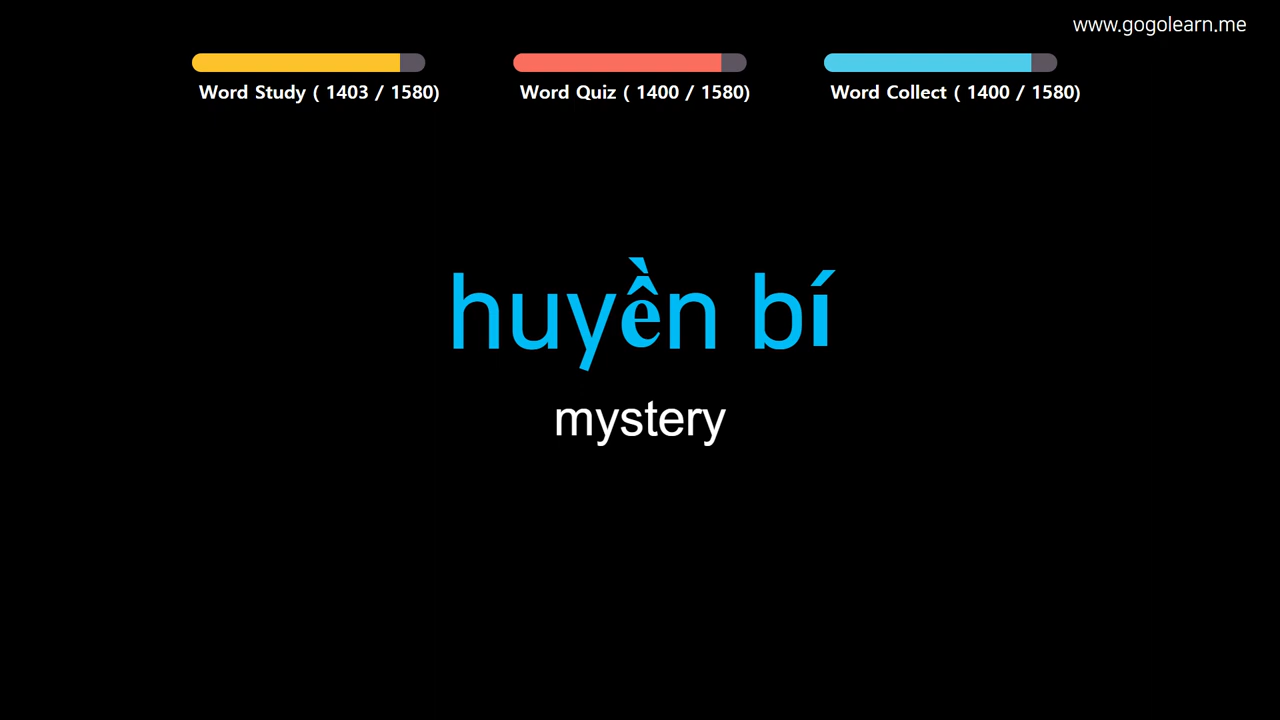 www.gogolearn.me
Word Study ( 1403 / 1580)
Word Quiz ( 1400 / 1580)
Word Collect ( 1400 / 1580)
huyền bí
mystery